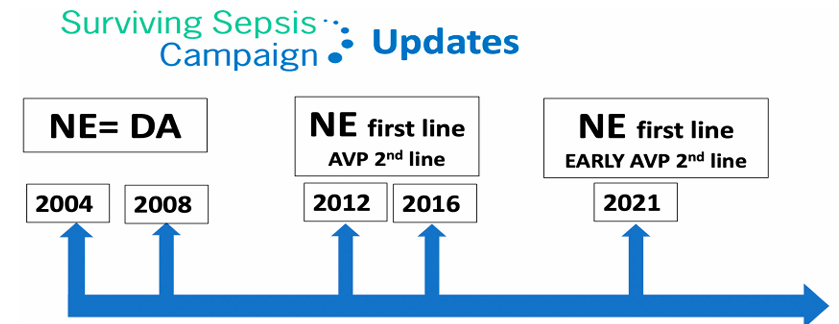 Surviving Sepsis
Campaign
Updates
NE= DA
NE first line
AVP 2nd line
NE first line
EARLY AVP 2nd line
2004
2008
2012
2016
2021